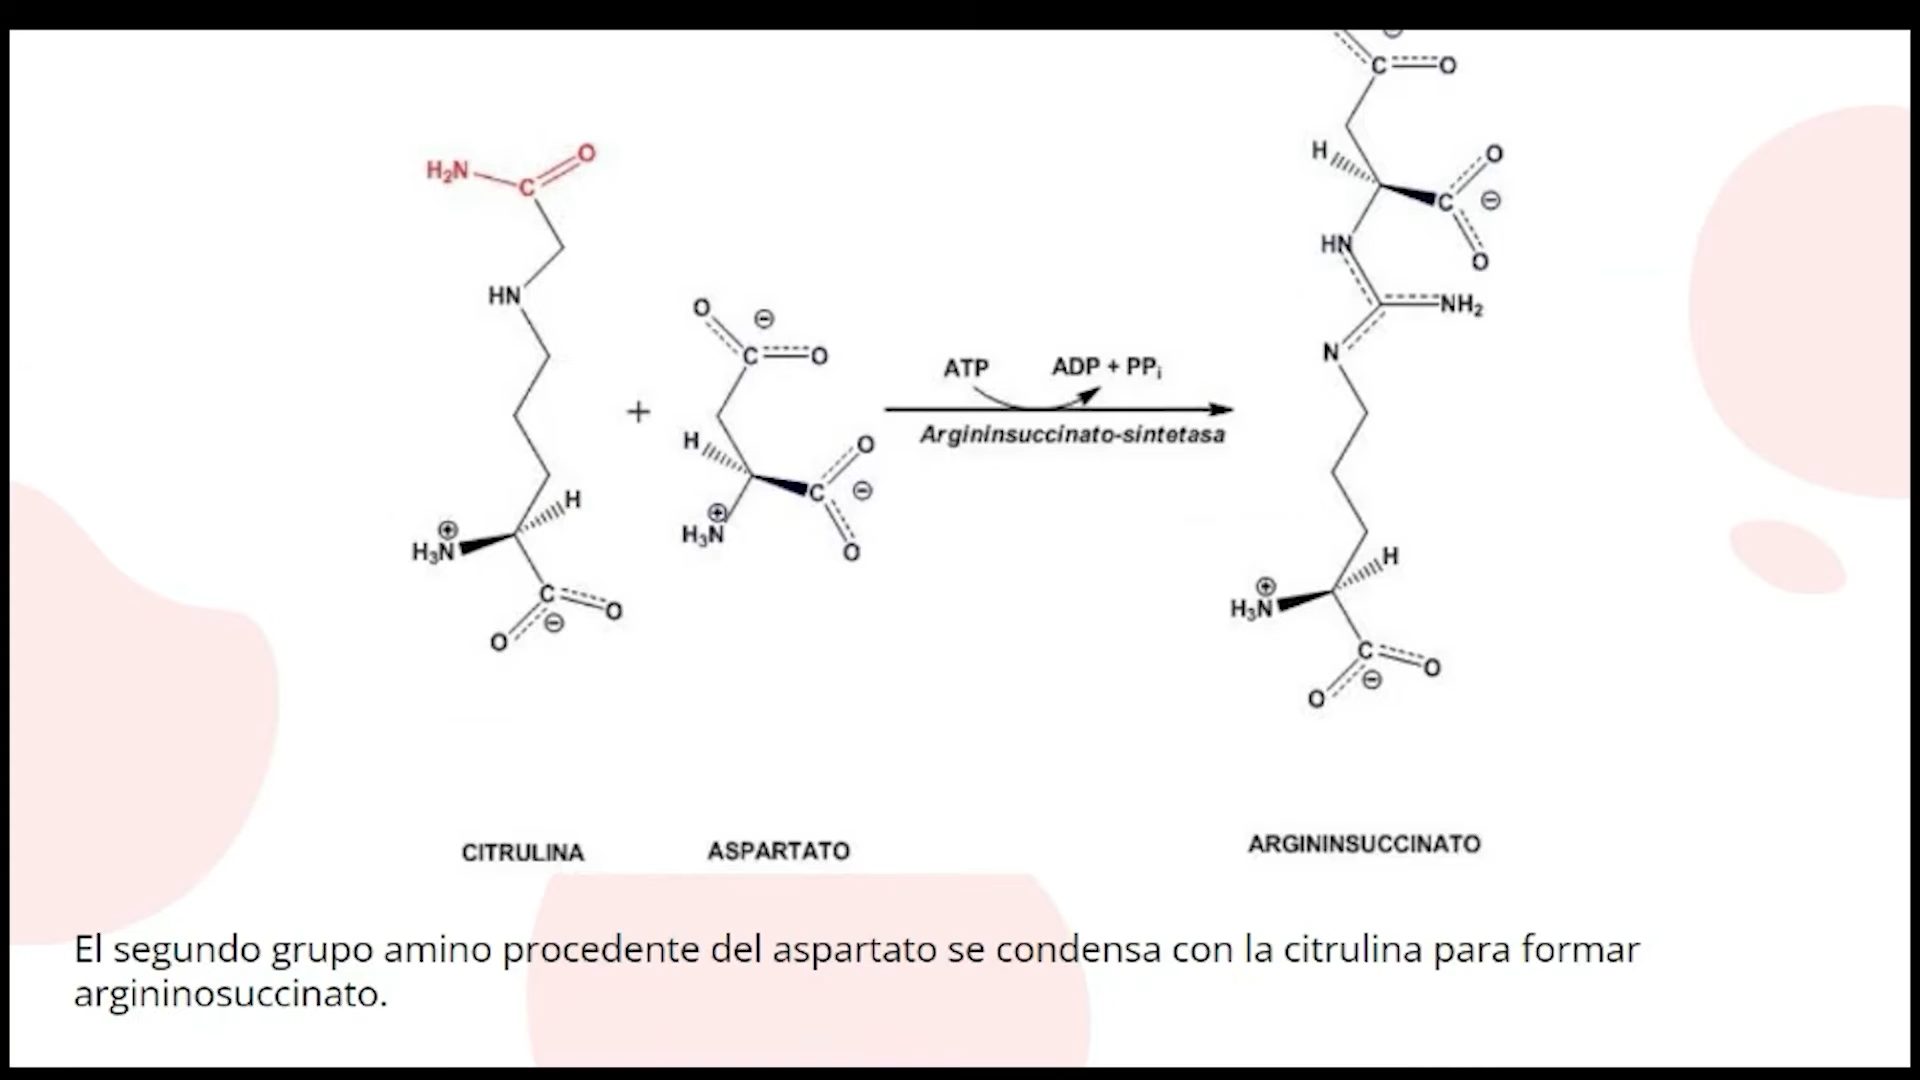 H₂N C O
HN
H
H₃N ⊕
C O
O ⊖
+
O ⊖
C O
H O
C ⊖
H₃N ⊕
O
ATP ADP + PPᵢ
Argininsuccinato-sintetasa
⊖
C O
H O
C ⊖
HN O
NH₂
N
H
H₃N ⊕
C O
O ⊖
CITRULINA
ASPARTATO
ARGININSUCCINATO
El segundo grupo amino procedente del aspartato se condensa con la citrulina para formar
argininosuccinato.